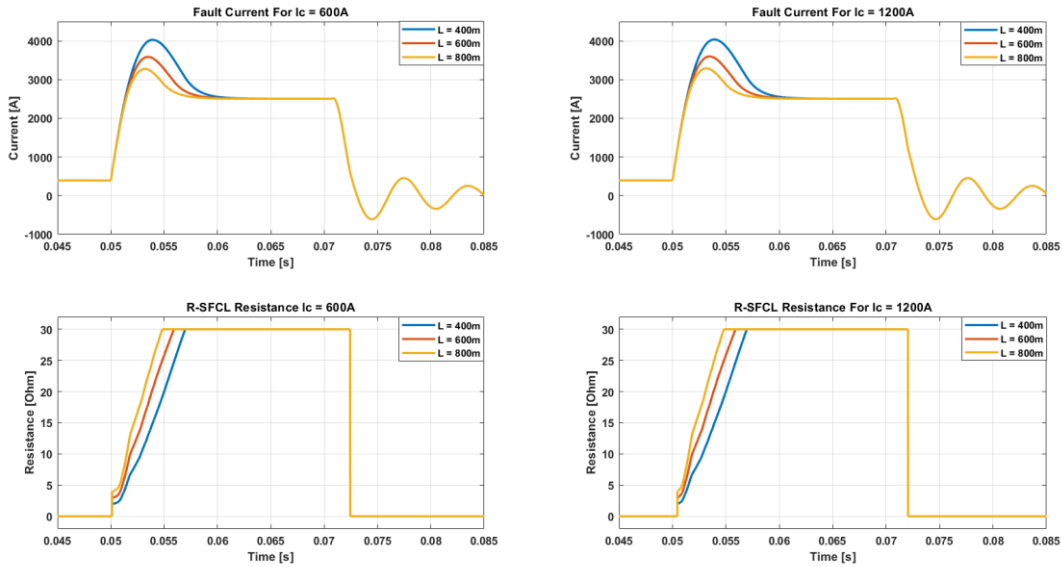 Fault Current For Ic = 600A
Current [A]
4000
3000
2000
1000
0
-1000
L = 400m
L = 600m
L = 800m
0.045 0.05 0.055 0.06 0.065 0.07 0.075 0.08 0.085
Time [s]
Fault Current For Ic = 1200A
Current [A]
4000
3000
2000
1000
0
-1000
L = 400m
L = 600m
L = 800m
0.045 0.05 0.055 0.06 0.065 0.07 0.075 0.08 0.085
Time [s]
R-SFCL Resistance Ic = 600A
Resistance [Ohm]
30
25
20
15
10
5
0
L = 400m
L = 600m
L = 800m
0.045 0.05 0.055 0.06 0.065 0.07 0.075 0.08 0.085
Time [s]
R-SFCL Resistance For Ic = 1200A
Resistance [Ohm]
30
25
20
15
10
5
0
L = 400m
L = 600m
L = 800m
0.045 0.05 0.055 0.06 0.065 0.07 0.075 0.08 0.085
Time [s]